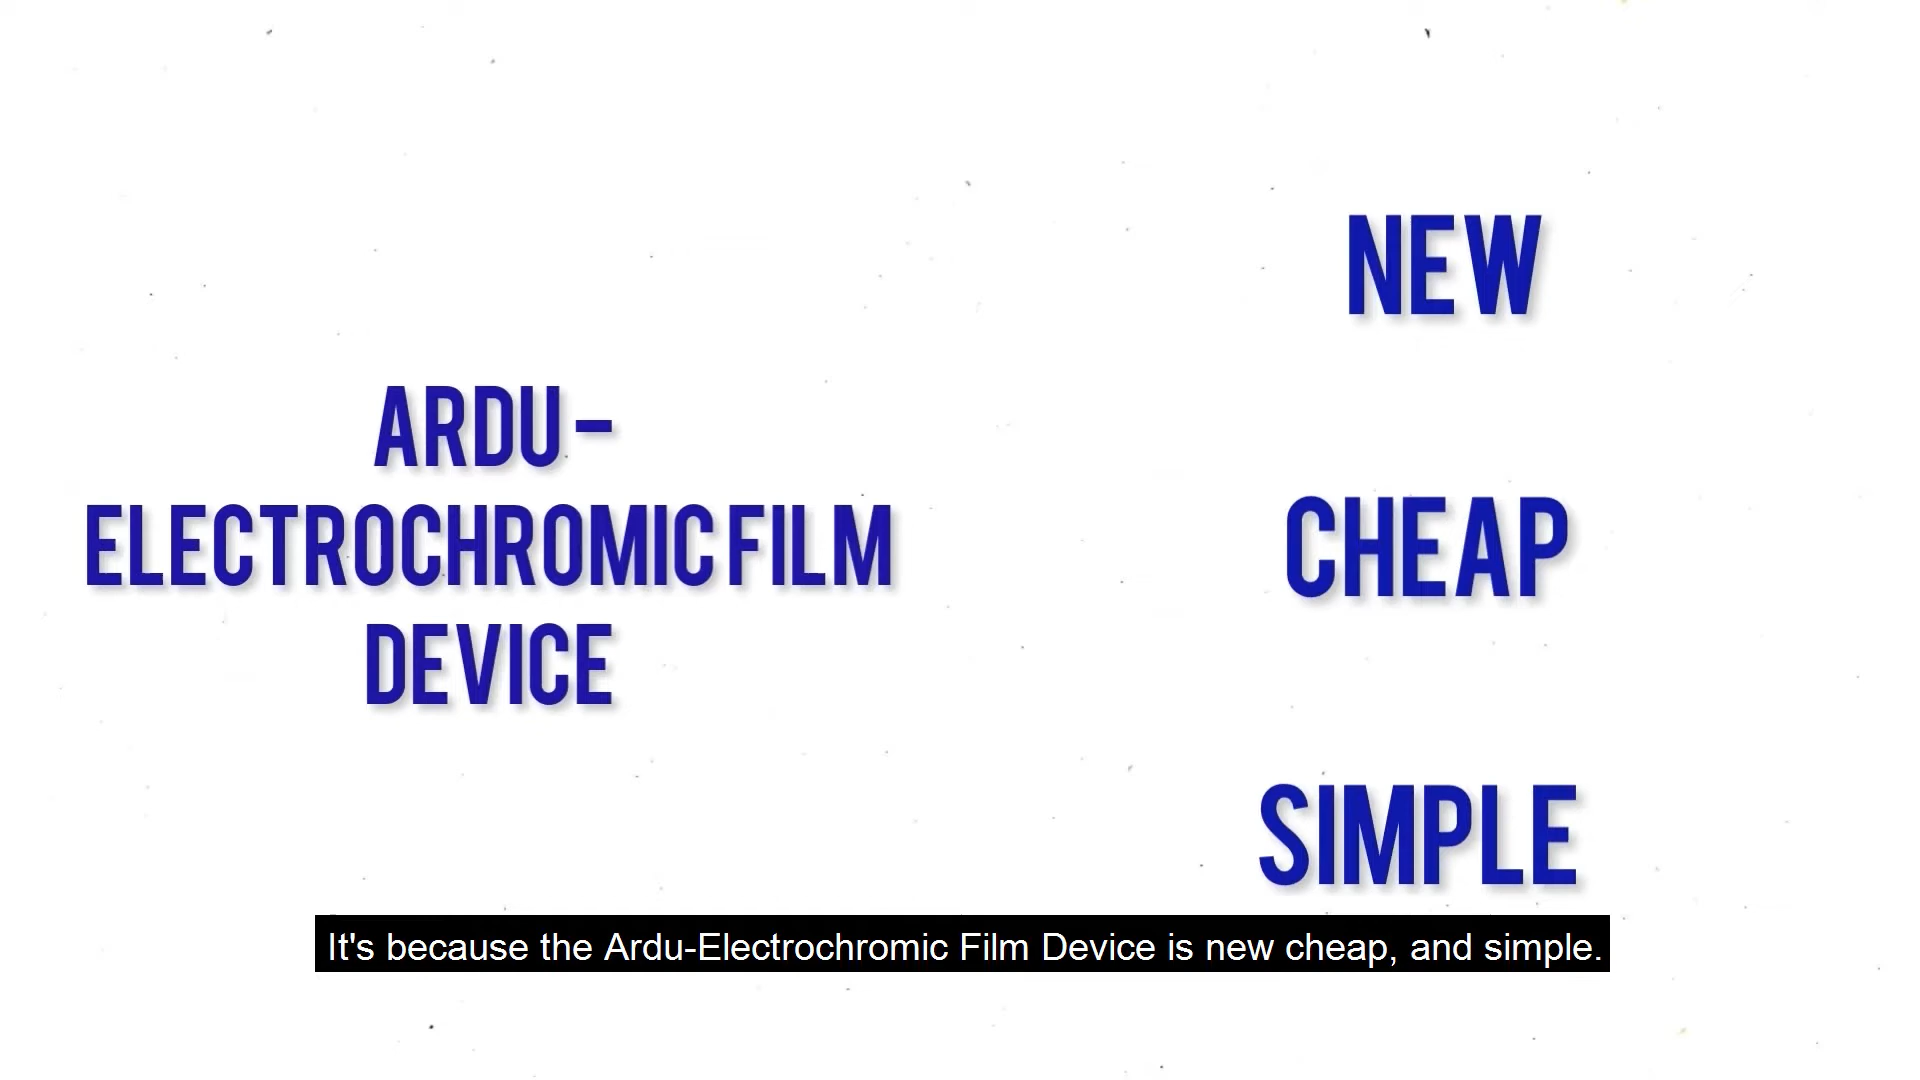 ARDU -
ELECTROCHROMIC FILM
DEVICE
NEW
CHEAP
SIMPLE
It's because the Ardu-Electrochromic Film Device is new cheap, and simple.